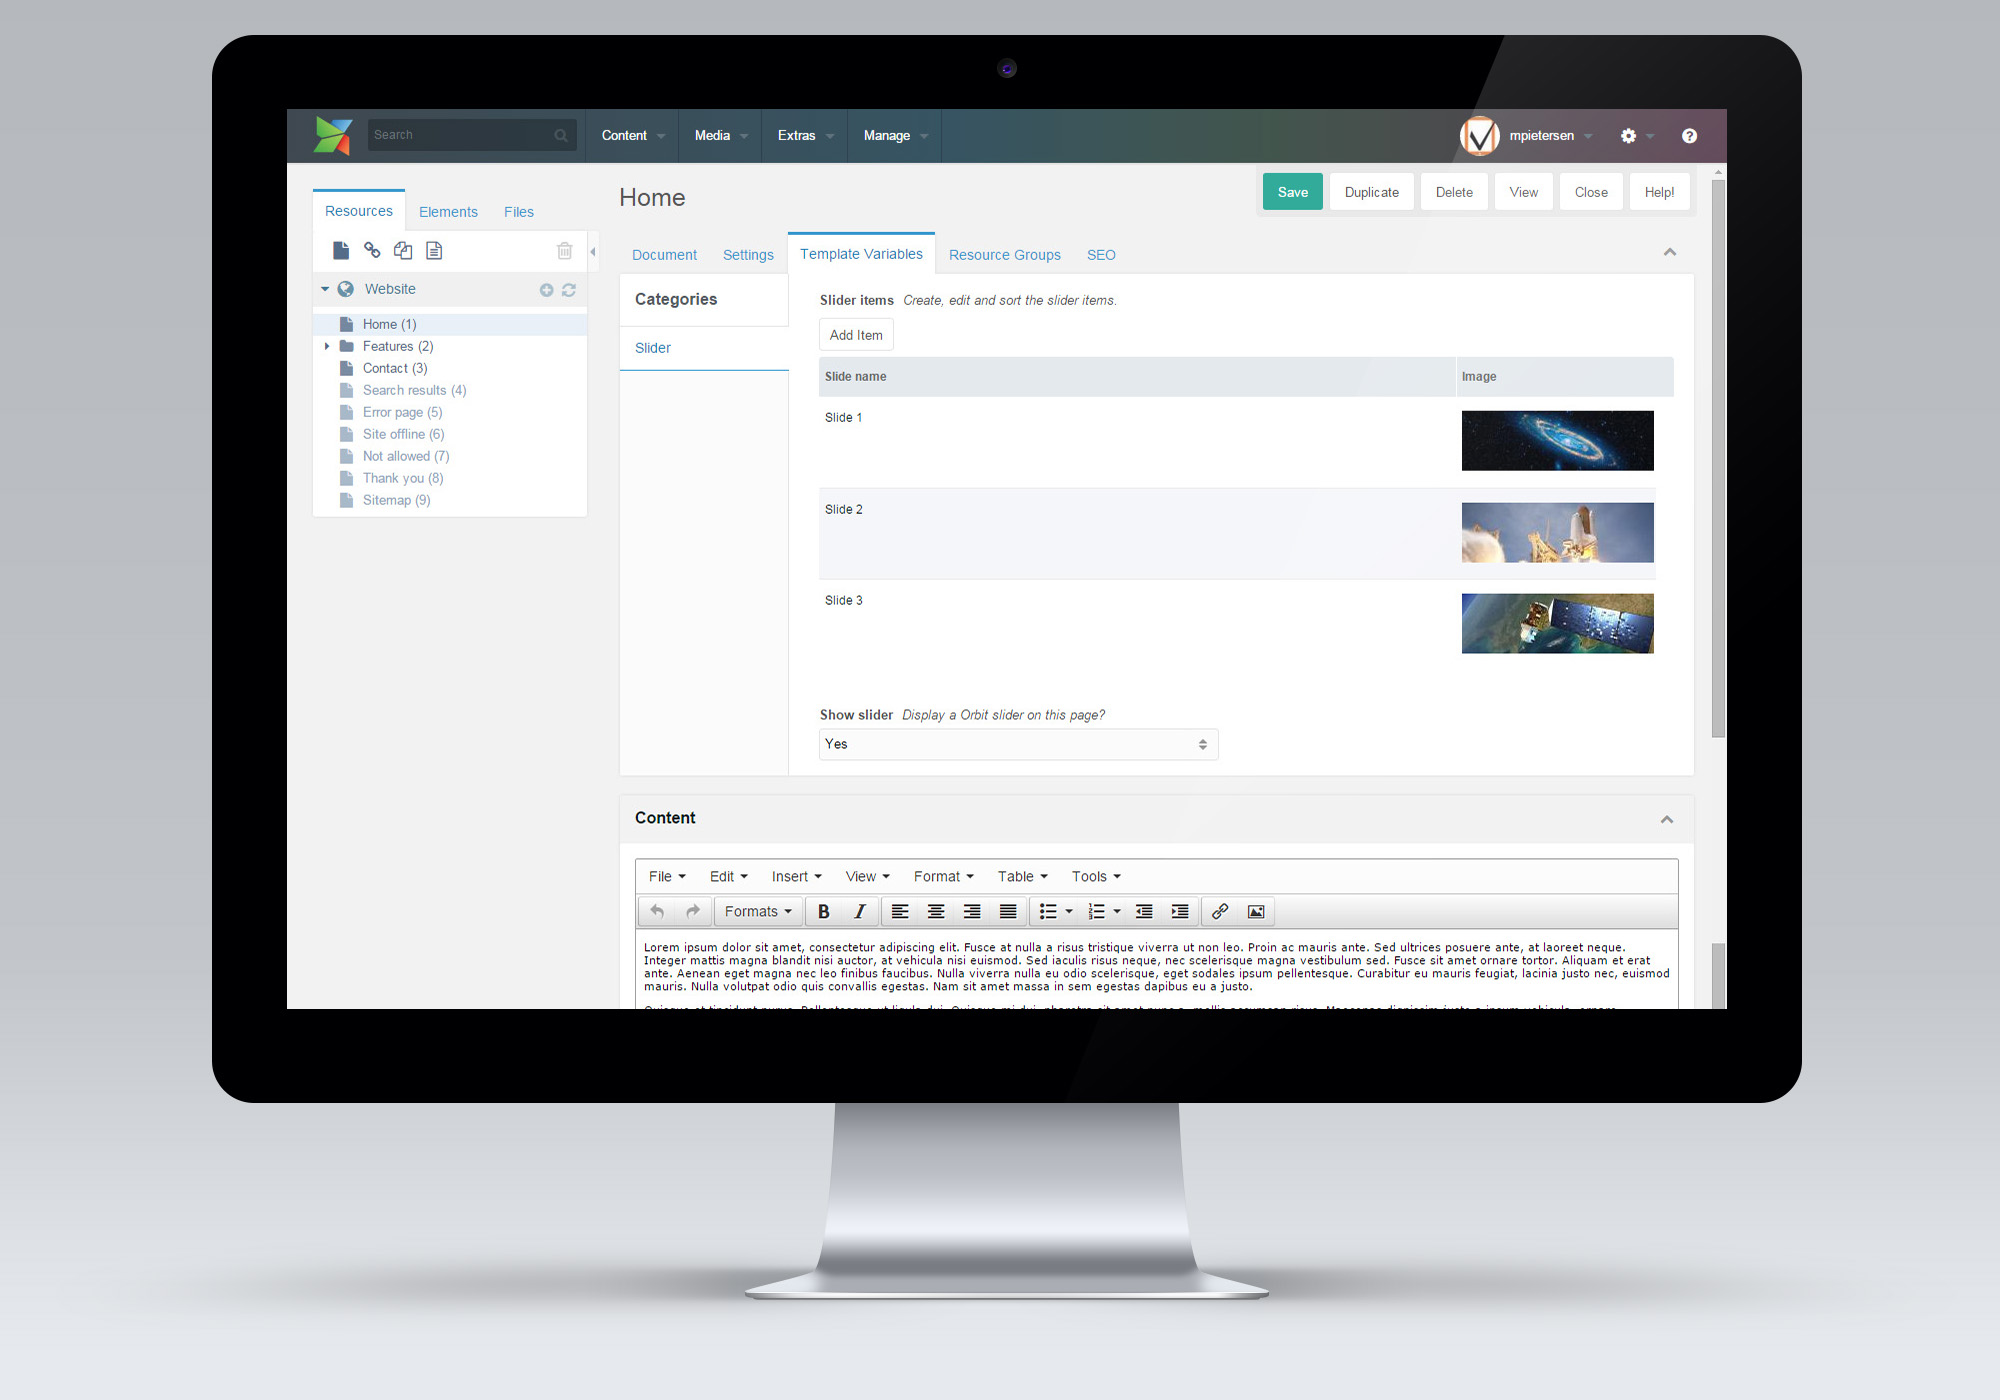 Search
Content
Media
Extras
Manage
mpietersen
Resources
Elements
Files
Website
Home (1)
Features (2)
Contact (3)
Search results (4)
Error page (5)
Site offline (6)
Not allowed (7)
Thank you (8)
Sitemap (9)
Home
Save
Duplicate
Delete
View
Close
Help!
Document
Settings
Template Variables
Resource Groups
SEO
Categories
Slider
Slider items Create, edit and sort the slider items.
Add Item
Slide name
Image
Slide 1
Slide 2
Slide 3
Show slider Display a Orbit slider on this page?
Yes
Content
File
Edit
Insert
View
Format
Table
Tools
Formats
B
I
Lorem ipsum dolor sit amet, consectetur adipiscing elit. Fusce at nulla a risus tristique viverra ut non leo. Proin ac mauris ante. Sed ultrices posuere ante, at laoreet neque.
Integer mattis magna blandit nisi auctor, at vehicula nisi euismod. Sed iaculis risus neque, nec scelerisque magna vestibulum sed. Fusce sit amet ornare tortor. Aliquam et erat
ante. Aenean eget magna nec leo finibus faucibus. Nulla viverra nulla eu odio scelerisque, eget sodales ipsum pellentesque. Curabitur eu mauris feugiat, lacinia justo nec, euismod
mauris. Nulla volutpat odio quis convallis egestas. Nam sit amet massa in sem egestas dapibus eu a justo.